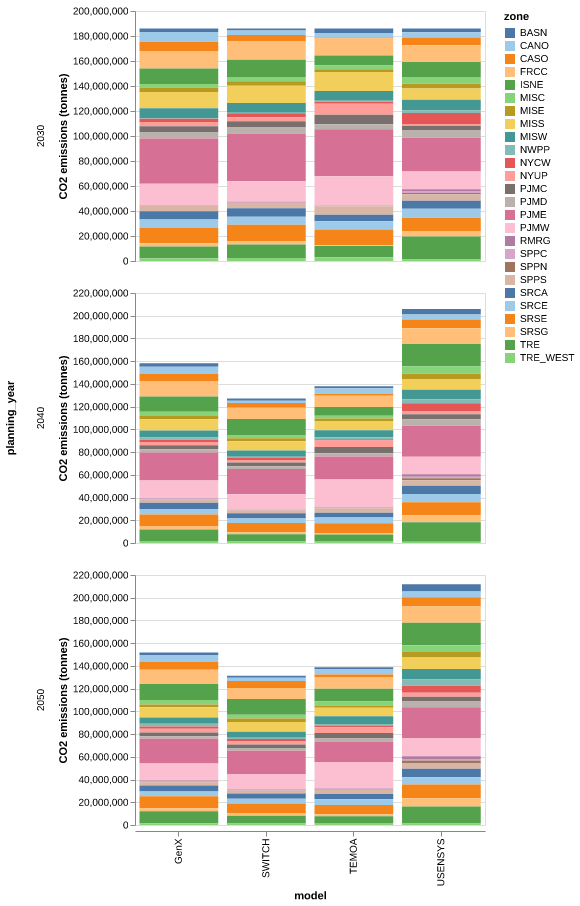 200,000,000
180,000,000
160,000,000
140,000,000
120,000,000
100,000,000
80,000,000
60,000,000
40,000,000
20,000,000
0
CO2 emissions (tonnes)
2030
220,000,000
200,000,000
180,000,000
160,000,000
140,000,000
120,000,000
100,000,000
80,000,000
60,000,000
40,000,000
20,000,000
0
CO2 emissions (tonnes)
2040
planning_year
220,000,000
200,000,000
180,000,000
160,000,000
140,000,000
120,000,000
100,000,000
80,000,000
60,000,000
40,000,000
20,000,000
0
CO2 emissions (tonnes)
2050
GenX
SWITCH
TEMOA
USENSYS
model
zone
BASN
CANO
CASO
FRCC
ISNE
MISC
MISE
MISS
MISW
NWPP
NYCW
NYUP
PJMC
PJMD
PJME
PJMW
RMRG
SPPC
SPPN
SPPS
SRCA
SRCE
SRSE
SRSG
TRE
TRE_WEST